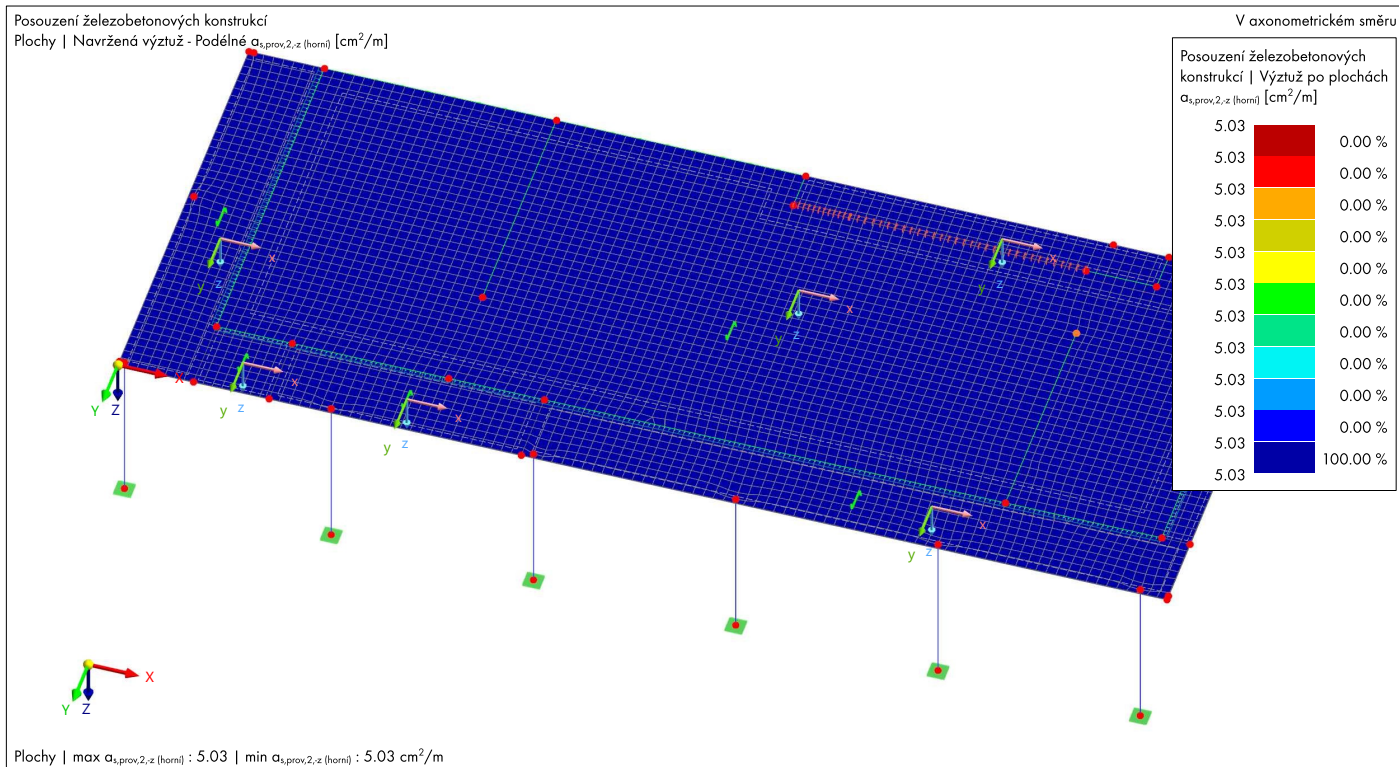 Posouzení železobetonových konstrukcí
V axonometrickém směru
Plochy | Navržená výztuž - Podélné as,prov,2,-z (horní) [cm²/m]
Posouzení železobetonových
konstrukcí | Výztuž po plochách
as,prov,2,-z (horní) [cm²/m]
5.03
0.00 %
5.03
0.00 %
5.03
0.00 %
5.03
0.00 %
5.03
0.00 %
5.03
0.00 %
5.03
0.00 %
5.03
0.00 %
5.03
0.00 %
5.03
0.00 %
5.03
100.00 %
5.03
x
y
z
x
y
z
x
y
z
x
y
z
x
y
z
x
y
z
X
Y
Z
X
Y
Z
Plochy | max as,prov,2,-z (horní) : 5.03 | min as,prov,2,-z (horní) : 5.03 cm²/m